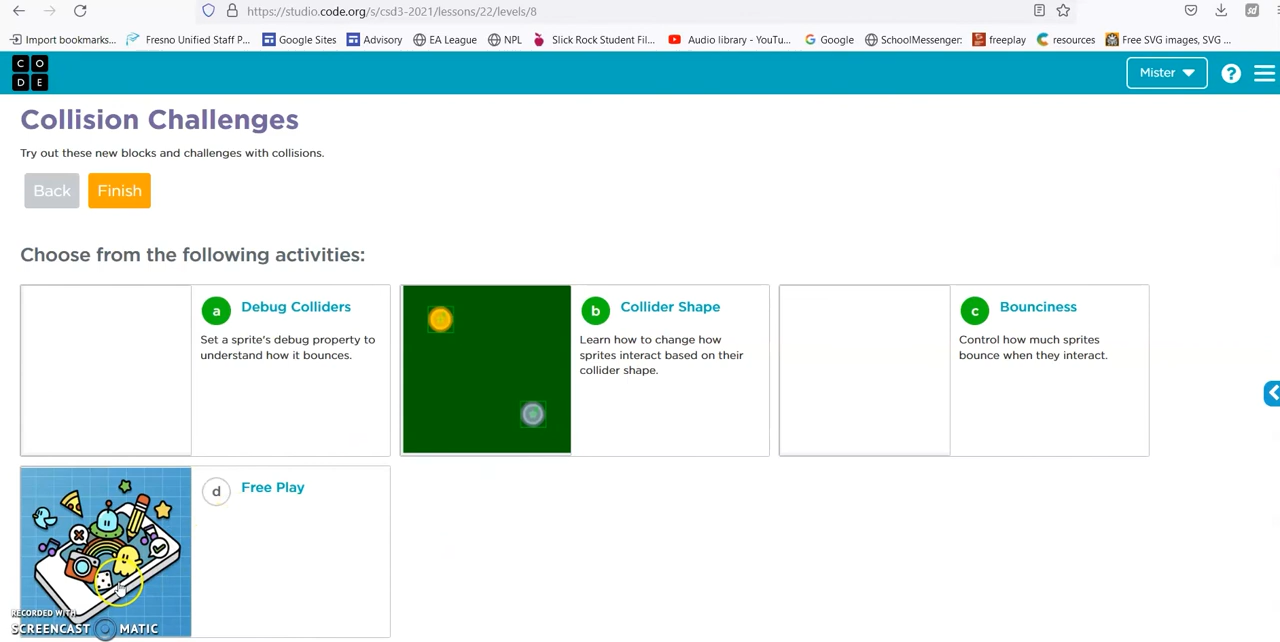 https://studio.code.org/s/csd3-2021/lessons/22/levels/8
sd
Import bookmarks...
Fresno Unified Staff P...
Google Sites
Advisory
EA League
NPL
Slick Rock Student Fil...
Audio library - YouTu...
Google
SchoolMessenger:
freeplay
resources
Free SVG images, SVG ...
C O
D E
Mister
?
Collision Challenges
Try out these new blocks and challenges with collisions.
Back
Finish
Choose from the following activities:
a
Debug Colliders
Set a sprite's debug property to
understand how it bounces.
b
Collider Shape
Learn how to change how
sprites interact based on their
collider shape.
c
Bounciness
Control how much sprites
bounce when they interact.
d
Free Play
RECORDED WITH
SCREENCAST MATIC